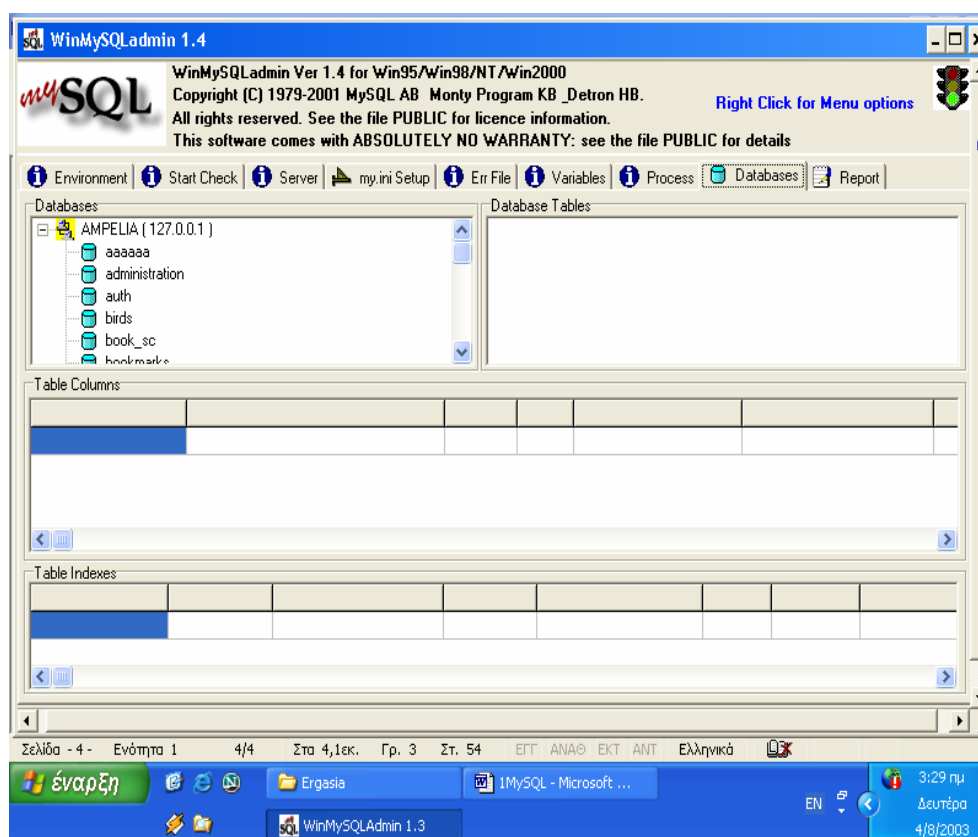 WinMySQLadmin 1.4
mySQL
WinMySQLadmin Ver 1.4 for Win95/Win98/NT/Win2000
Copyright (C) 1979-2001 MySQL AB Monty Program KB _Detron HB.
All rights reserved. See the file PUBLIC for licence information.
This software comes with ABSOLUTELY NO WARRANTY: see the file PUBLIC for details
Right Click for Menu options
Environment Start Check Server my.ini Setup Err File Variables Process Databases Report
Databases
AMPELIA ( 127.0.0.1 )
aaaaaa
administration
auth
birds
book_sc
bookmarks
Database Tables
Table Columns
Table Indexes
Σελίδα - 4 - Ενότητα 1 4/4 Στα 4,1εκ. Γρ. 3 Στ. 54 ΕΓΓ ΑΝΑΘ ΕΚΤ ΑΝΤ Ελληνικά
έναρξη
Ergasia
1MySQL - Microsoft ...
WinMySQLAdmin 1.3
EN
3:29 πμ
Δευτέρα
4/8/2003